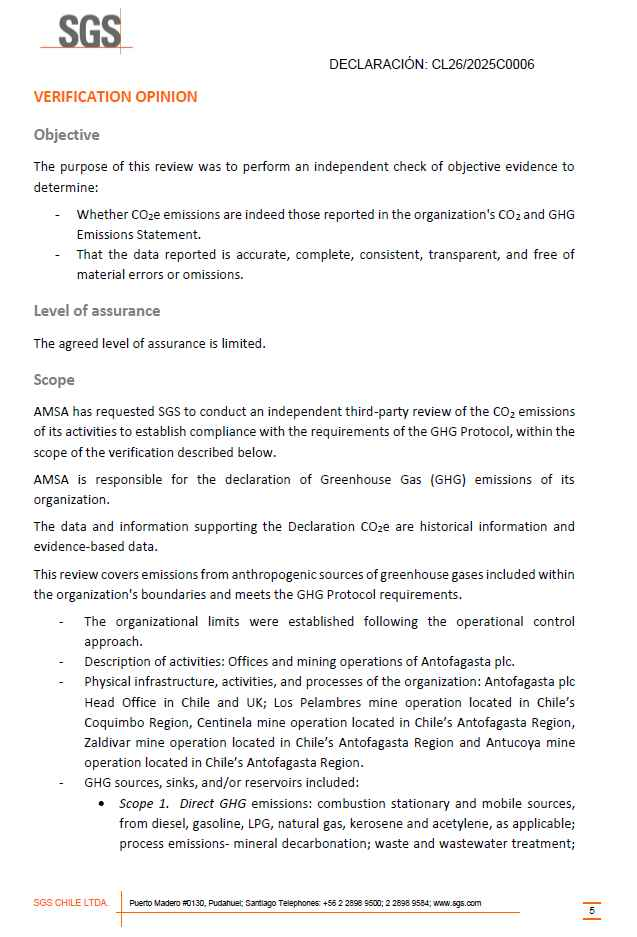 SGS
DECLARACIÓN: CL26/2025C0006
VERIFICATION OPINION
Objective
The purpose of this review was to perform an independent check of objective evidence to
determine:
- Whether CO2e emissions are indeed those reported in the organization's CO2 and GHG
Emissions Statement.
- That the data reported is accurate, complete, consistent, transparent, and free of
material errors or omissions.
Level of assurance
The agreed level of assurance is limited.
Scope
AMSA has requested SGS to conduct an independent third-party review of the CO2 emissions
of its activities to establish compliance with the requirements of the GHG Protocol, within the
scope of the verification described below.
AMSA is responsible for the declaration of Greenhouse Gas (GHG) emissions of its
organization.
The data and information supporting the Declaration CO2e are historical information and
evidence-based data.
This review covers emissions from anthropogenic sources of greenhouse gases included within
the organization's boundaries and meets the GHG Protocol requirements.
- The organizational limits were established following the operational control
approach.
- Description of activities: Offices and mining operations of Antofagasta plc.
- Physical infrastructure, activities, and processes of the organization: Antofagasta plc
Head Office in Chile and UK; Los Pelambres mine operation located in Chile’s
Coquimbo Region, Centinela mine operation located in Chile’s Antofagasta Region,
Zaldivar mine operation located in Chile’s Antofagasta Region and Antucoya mine
operation located in Chile’s Antofagasta Region.
- GHG sources, sinks, and/or reservoirs included:
• Scope 1. Direct GHG emissions: combustion stationary and mobile sources,
from diesel, gasoline, LPG, natural gas, kerosene and acetylene, as applicable;
process emissions- mineral decarbonation; waste and wastewater treatment;
SGS CHILE LTDA. Puerto Madero #0130, Pudahuel; Santiago Telephones: +56 2 2898 9500; 2 2898 9584; www.sgs.com
5